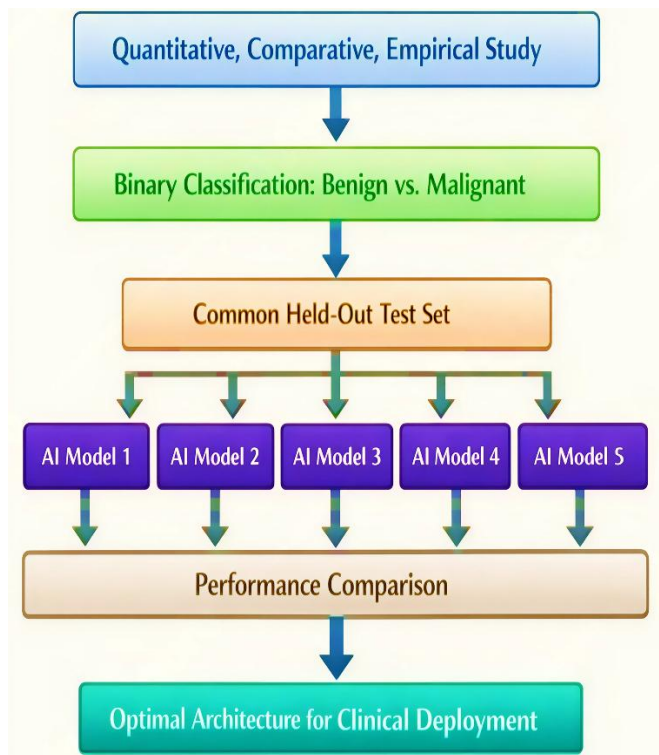 Quantitative, Comparative, Empirical Study
Binary Classification: Benign vs. Malignant
Common Held-Out Test Set
AI Model 1 AI Model 2 AI Model 3 AI Model 4 AI Model 5
Performance Comparison
Optimal Architecture for Clinical Deployment